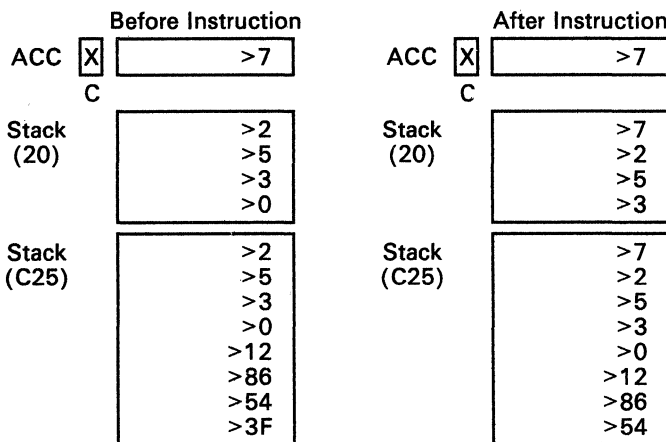 Before Instruction After Instruction
ACC X >7 ACC X >7
C C
Stack >2 Stack >7
(20) >5 (20) >2
>3 >5
>0 >3
Stack >2 Stack >7
(C25) >5 (C25) >2
>3 >5
>0 >3
>12 >0
>86 >12
>54 >86
>3F >54